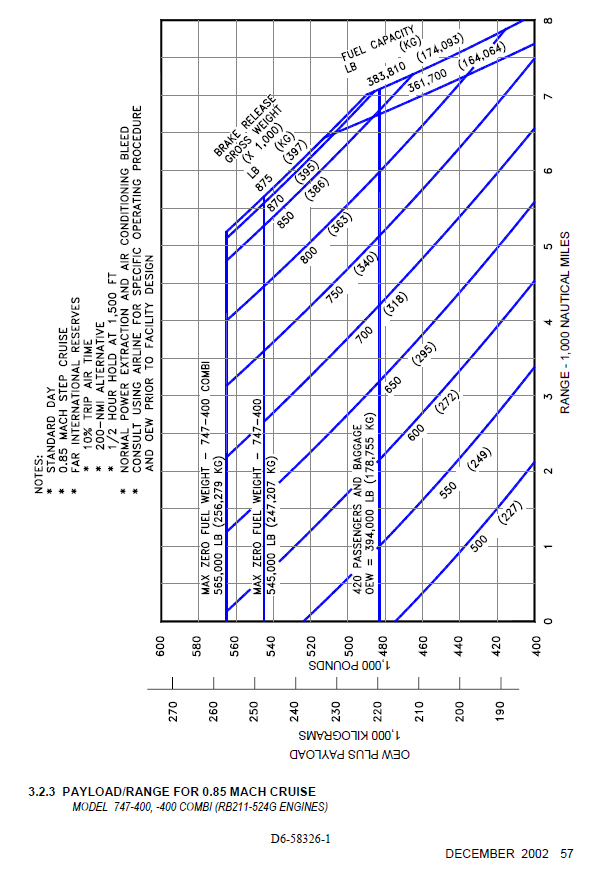 NOTES:
* STANDARD DAY
* 0.85 MACH STEP CRUISE
* FAR INTERNATIONAL RESERVES
* 10% TRIP AIR TIME
* 200-NMI ALTERNATIVE
* 1/2 HOUR HOLD AT 1,500 FT
* NORMAL POWER EXTRACTION AND AIR CONDITIONING BLEED
* CONSULT USING AIRLINE FOR SPECIFIC OPERATING PROCEDURE
AND OEW PRIOR TO FACILITY DESIGN
OEW PLUS PAYLOAD
1,000 KILOGRAMS
270
260
250
240
230
220
210
200
190
1,000 POUNDS
600
580
560
540
520
500
480
460
440
420
400
MAX ZERO FUEL WEIGHT - 747-400 COMBI
565,000 LB (256,279 KG)
MAX ZERO FUEL WEIGHT - 747-400
545,000 LB (247,207 KG)
420 PASSENGERS AND BAGGAGE
OEW = 394,000 LB (178,755 KG)
BRAKE RELEASE
GROSS WEIGHT
(X 1,000)
LB (KG)
875 (397)
870 (395)
850 (386)
800 (363)
750 (340)
700 (318)
650 (295)
600 (272)
550 (249)
500 (227)
FUEL CAPACITY
LB (KG)
383,810 (174,093)
361,700 (164,064)
0
1
2
3
4
5
6
7
8
RANGE - 1,000 NAUTICAL MILES
3.2.3 PAYLOAD/RANGE FOR 0.85 MACH CRUISE
MODEL 747-400, -400 COMBI (RB211-524G ENGINES)
D6-58326-1
DECEMBER 2002 57